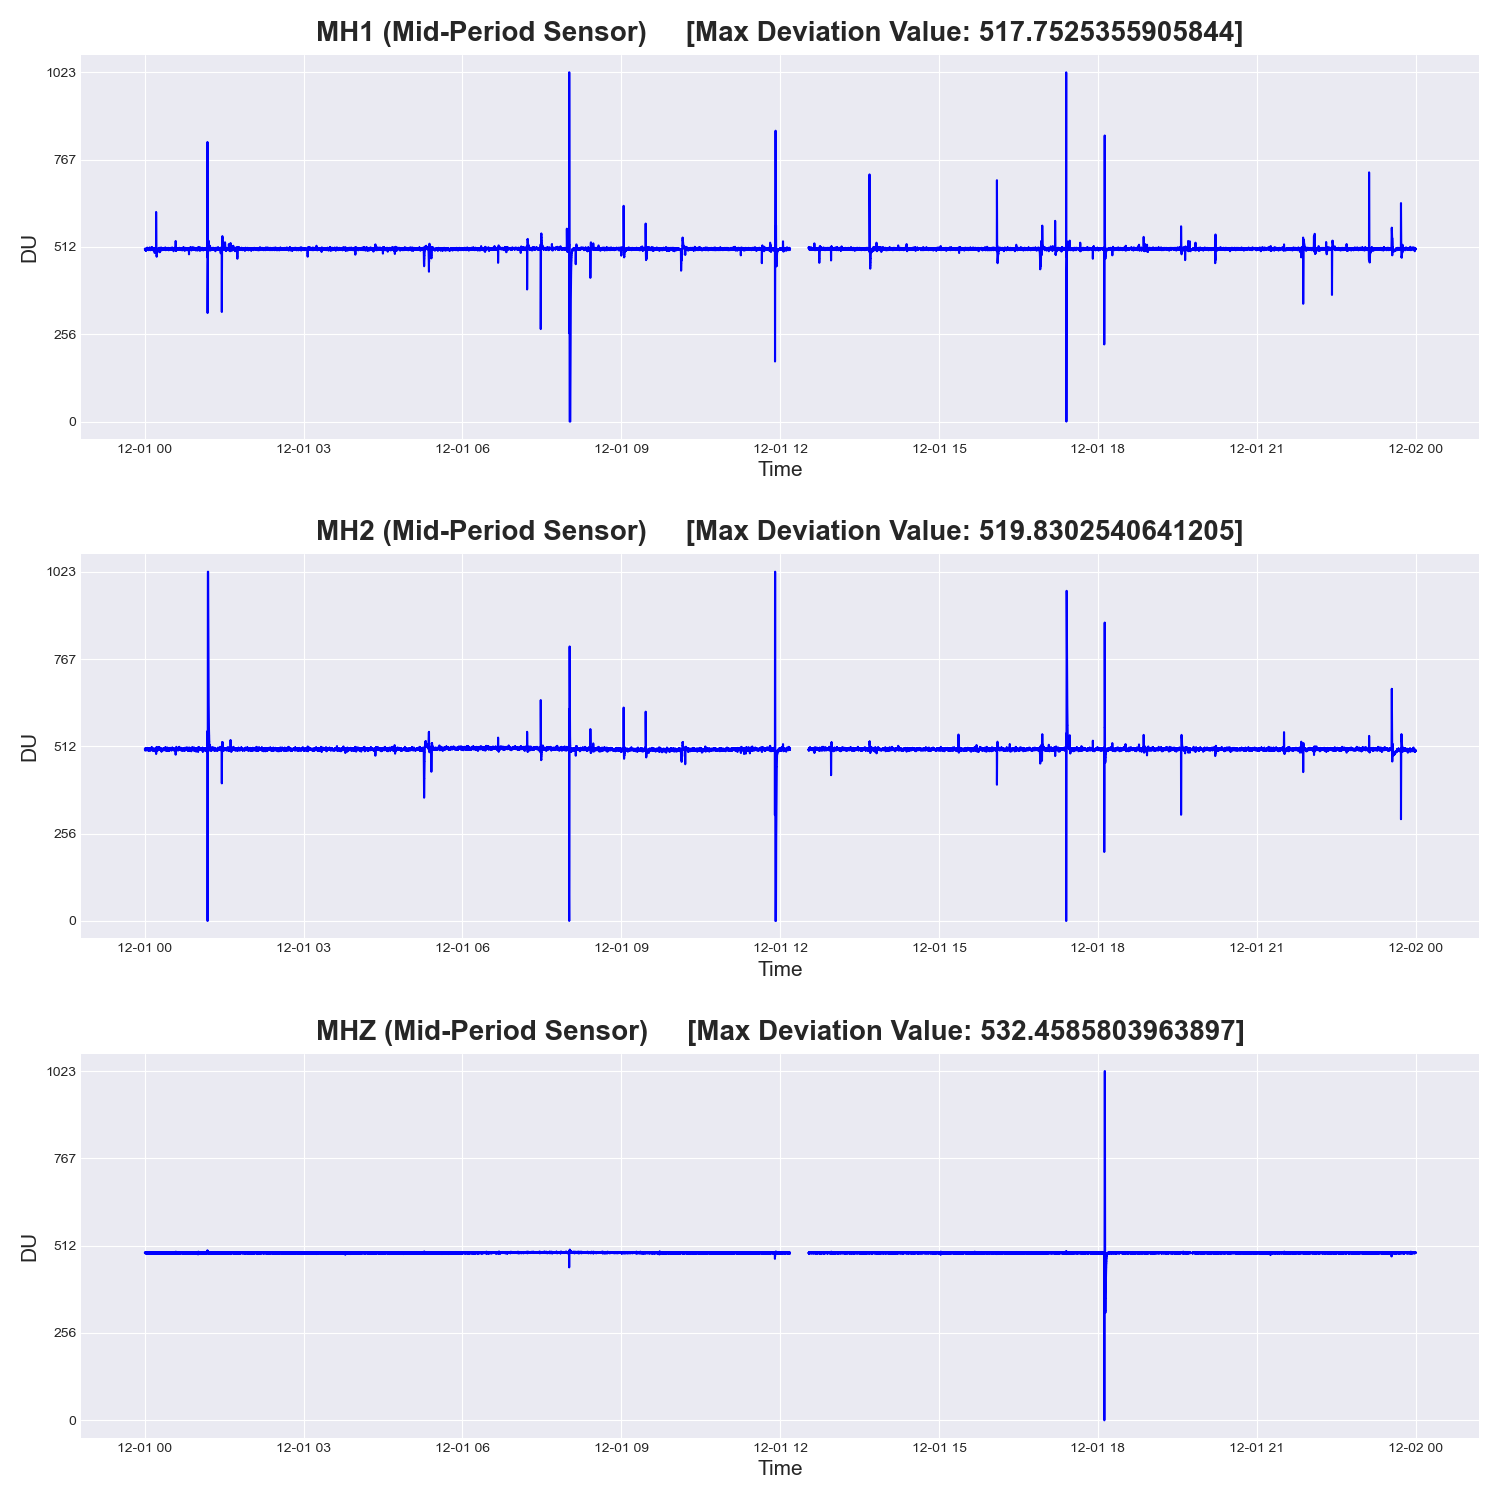 MH1 (Mid-Period Sensor) [Max Deviation Value: 517.7525355905844]
1023
767
512
256
0
DU
12-01 00 12-01 03 12-01 06 12-01 09 12-01 12 12-01 15 12-01 18 12-01 21 12-02 00
Time
MH2 (Mid-Period Sensor) [Max Deviation Value: 519.8302540641205]
1023
767
512
256
0
DU
12-01 00 12-01 03 12-01 06 12-01 09 12-01 12 12-01 15 12-01 18 12-01 21 12-02 00
Time
MHZ (Mid-Period Sensor) [Max Deviation Value: 532.4585803963897]
1023
767
512
256
0
DU
12-01 00 12-01 03 12-01 06 12-01 09 12-01 12 12-01 15 12-01 18 12-01 21 12-02 00
Time